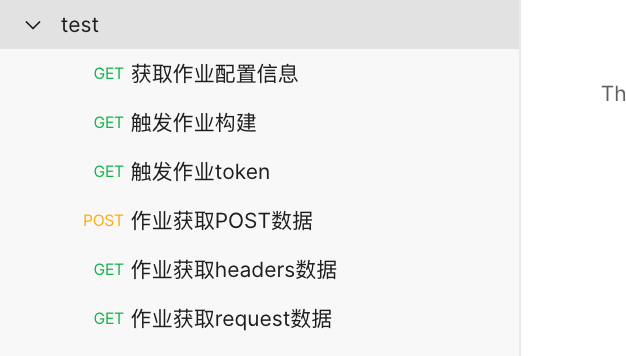 test
GET 获取作业配置信息
Th
GET 触发作业构建
GET 触发作业token
POST 作业获取POST数据
GET 作业获取headers数据
GET 作业获取request数据